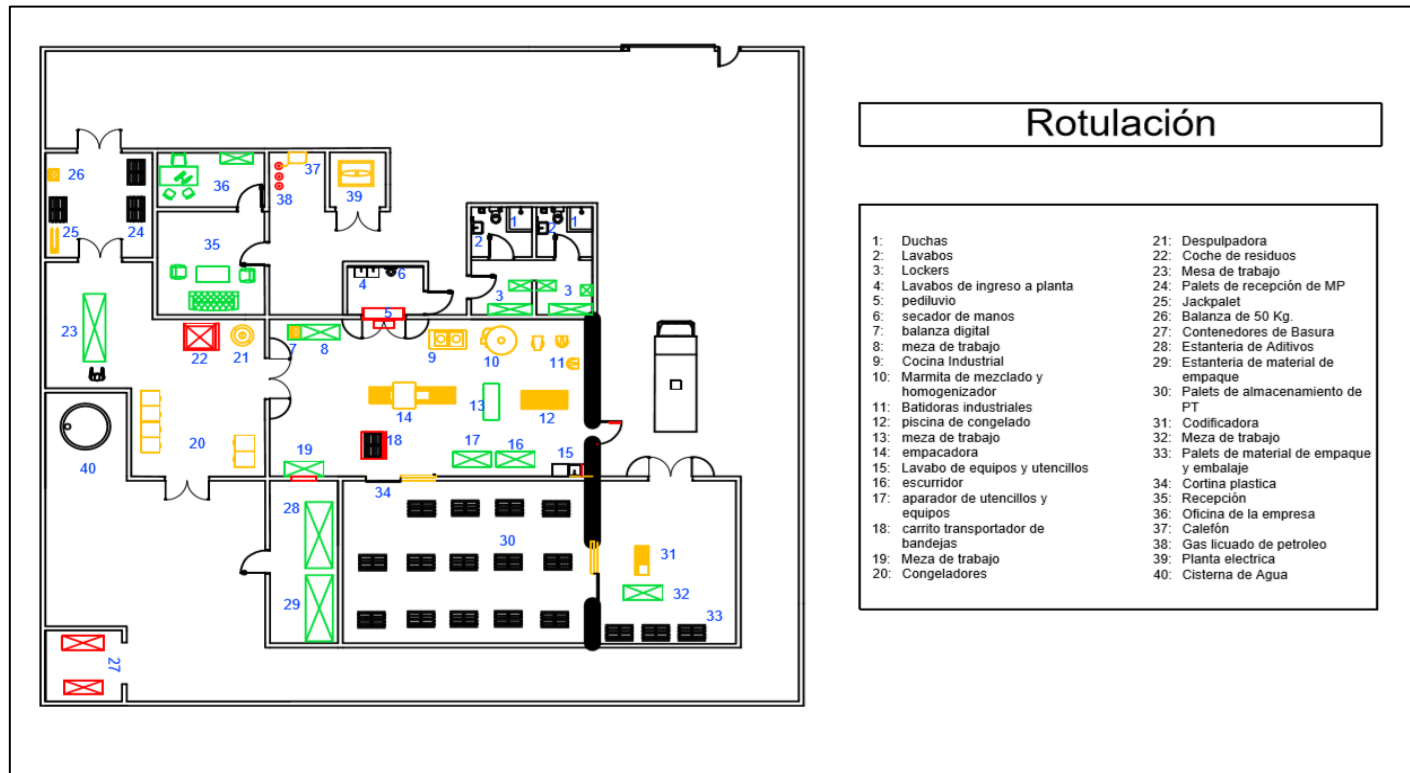 Rotulación
1: Duchas
2: Lavabos
3: Lockers
4: Lavabos de ingreso a planta
5: pediluvio
6: secador de manos
7: balanza digital
8: meza de trabajo
9: Cocina Industrial
10: Marmita de mezclado y
homogenizador
11: Batidoras industriales
12: piscina de congelado
13: meza de trabajo
14: empacadora
15: Lavabo de equipos y utencillos
16: escurridor
17: aparador de utencillos y
equipos
18: carrito transportador de
bandejas
19: Meza de trabajo
20: Congeladores
21: Despulpadora
22: Coche de residuos
23: Mesa de trabajo
24: Palets de recepción de MP
25: Jackpalet
26: Balanza de 50 Kg.
27: Contenedores de Basura
28: Estanteria de Aditivos
29: Estanteria de material de
empaque
30: Palets de almacenamiento de
PT
31: Codificadora
32: Meza de trabajo
33: Palets de material de empaque
y embalaje
34: Cortina plastica
35: Recepción
36: Oficina de la empresa
37: Calefón
38: Gas licuado de petroleo
39: Planta electrica
40: Cisterna de Agua
26
36
37
38
39
25
24
35
2
1
2
1
4
6
3
3
5
23
22
21
7
8
9
10
11
14
13
12
20
18
17
16
15
19
40
34
28
30
31
29
32
33
27